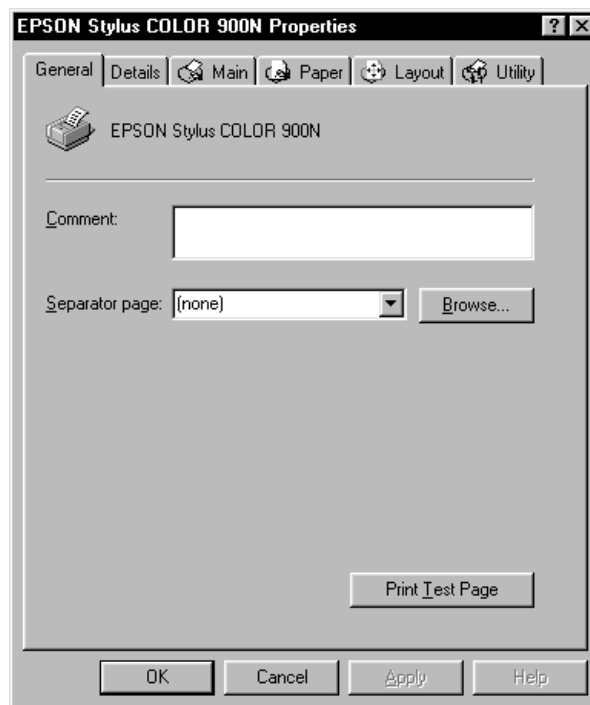 EPSON Stylus COLOR 900N Properties
General Details Main Paper Layout Utility
EPSON Stylus COLOR 900N
Comment:
Separator page: (none) Browse...
Print Test Page
OK Cancel Apply Help